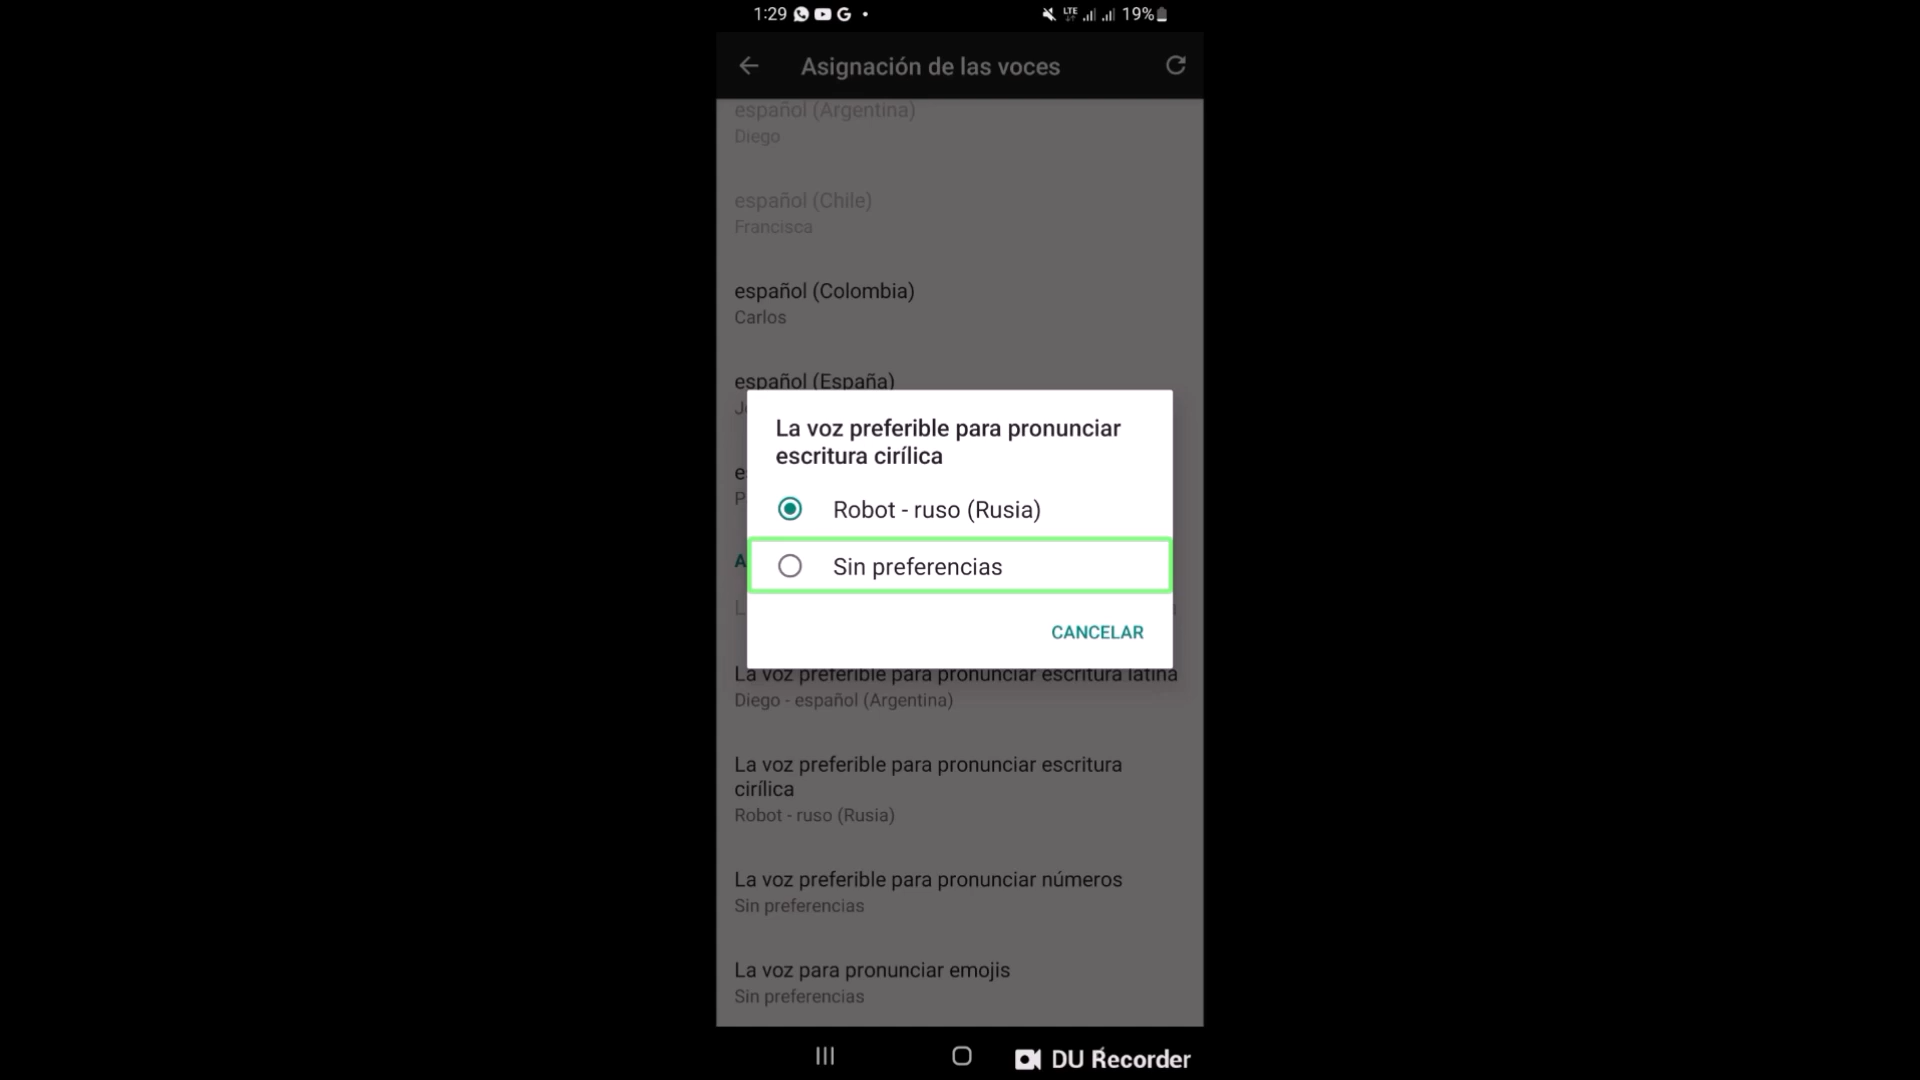 1:29
LTE
19%
Asignación de las voces
español (Argentina)
Diego
español (Chile)
Francisca
español (Colombia)
Carlos
español (España)
La voz preferible para pronunciar
escritura cirílica
Robot - ruso (Rusia)
Sin preferencias
CANCELAR
La voz preferible para pronunciar escritura latina
Diego - español (Argentina)
La voz preferible para pronunciar escritura
cirílica
Robot - ruso (Rusia)
La voz preferible para pronunciar números
Sin preferencias
La voz para pronunciar emojis
Sin preferencias
DU Recorder